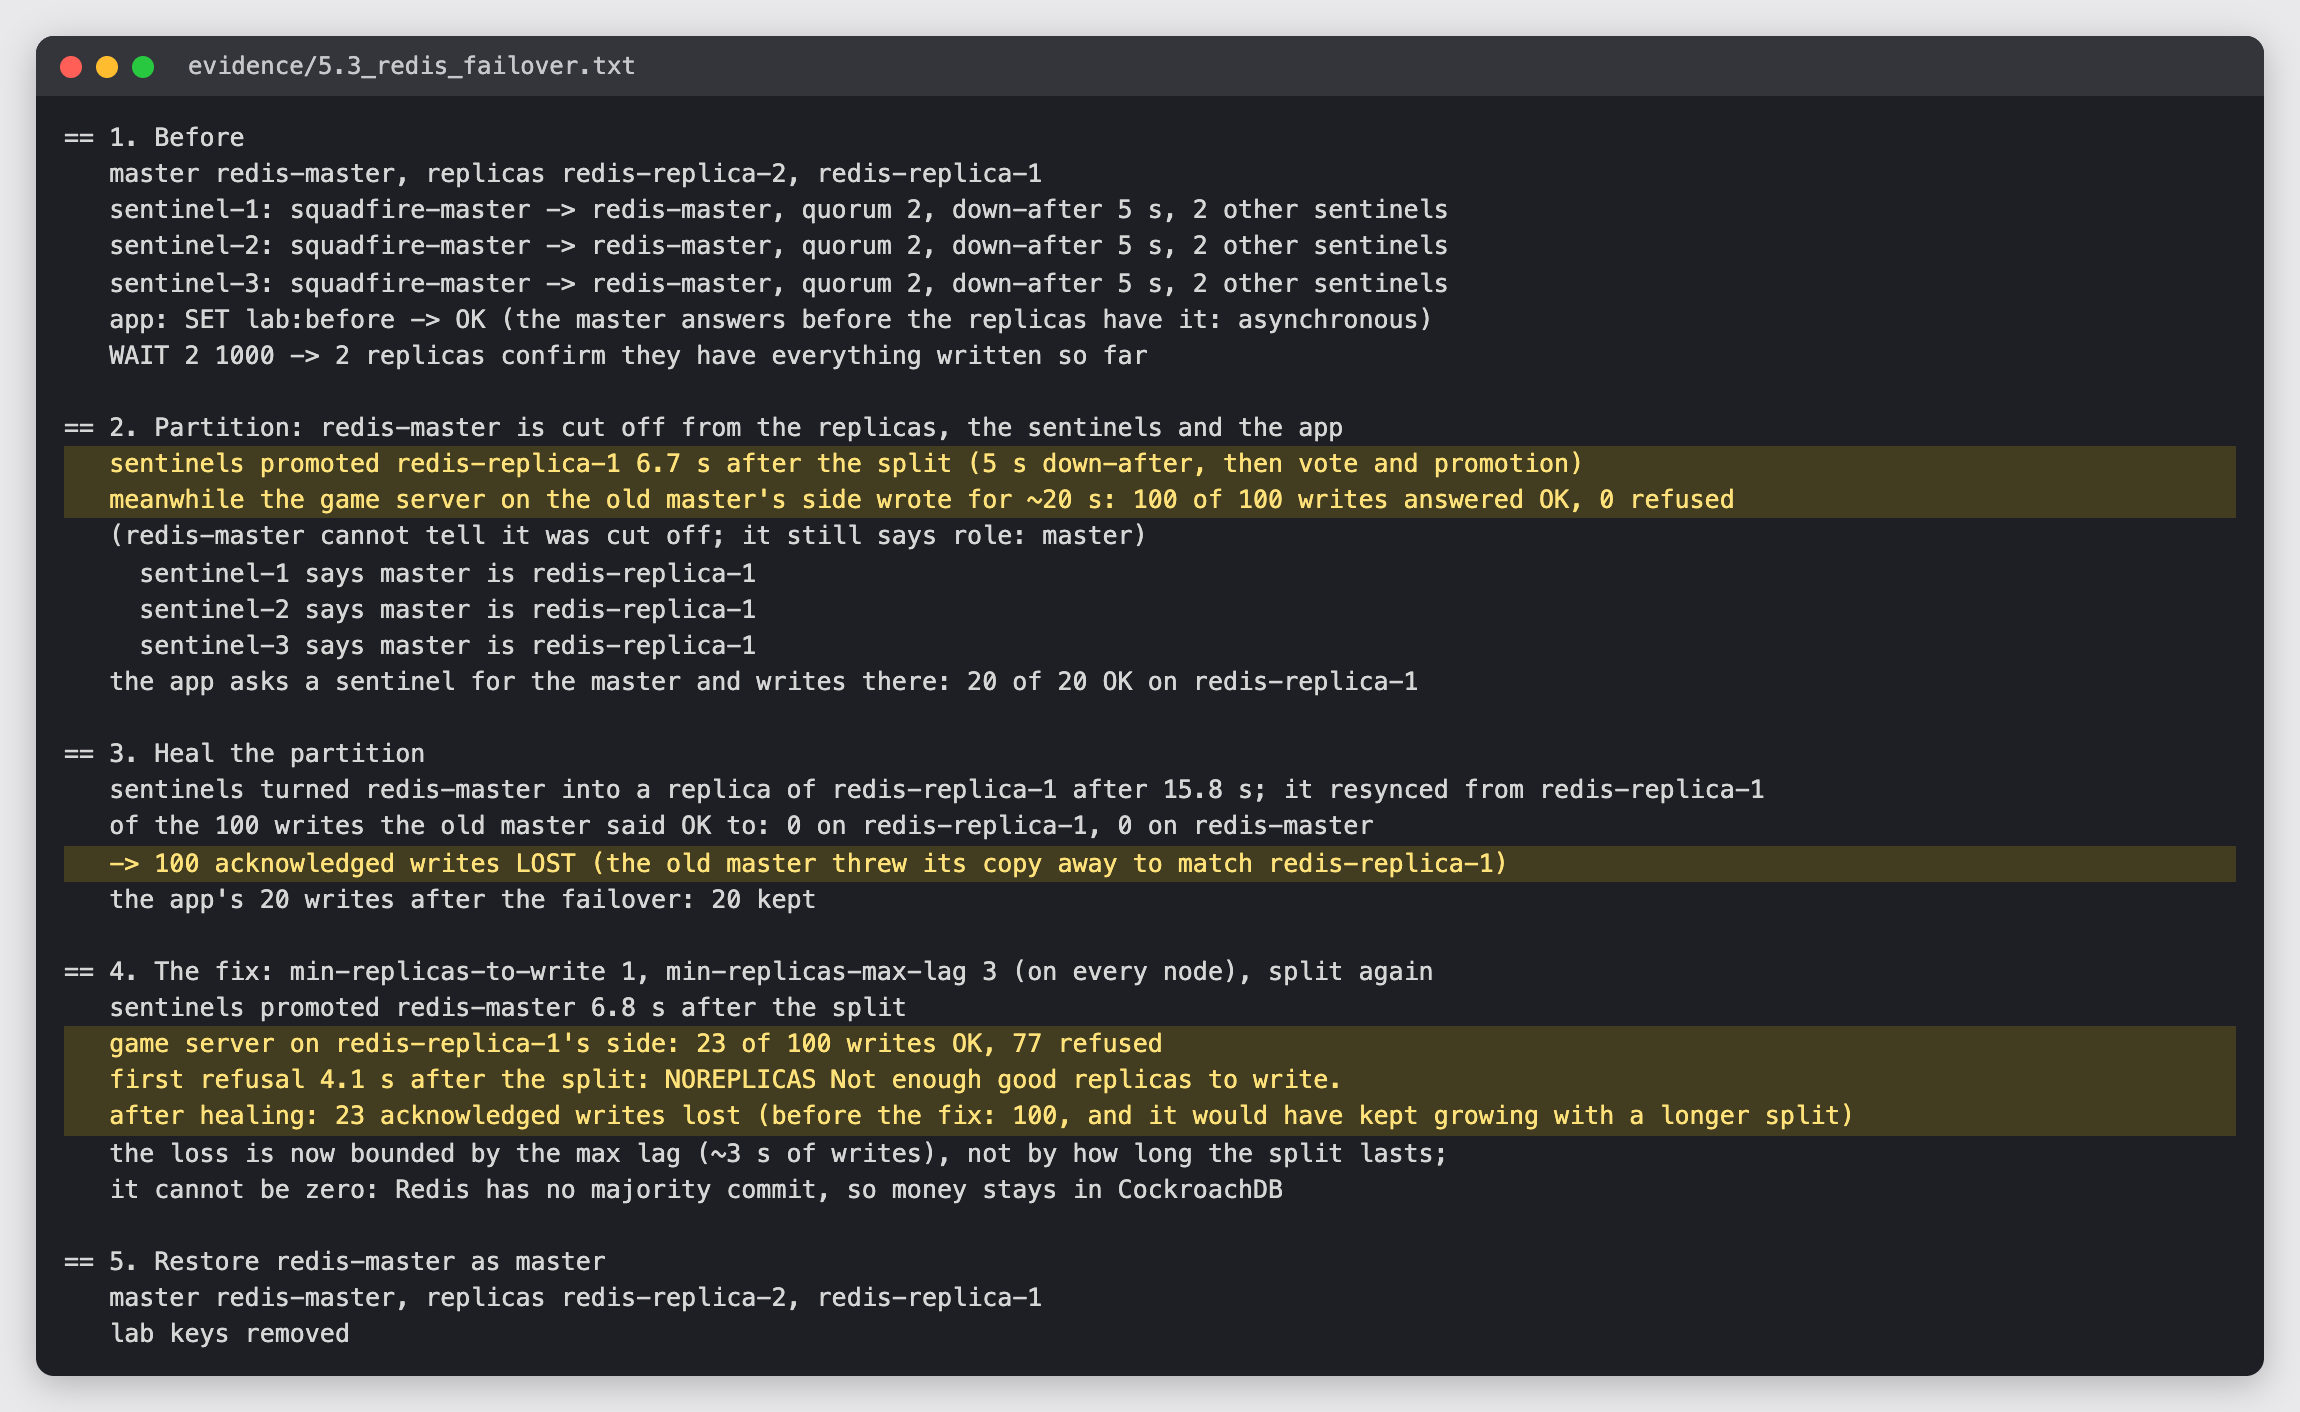 evidence/5.3_redis_failover.txt
== 1. Before
master redis-master, replicas redis-replica-2, redis-replica-1
sentinel-1: squadfire-master -> redis-master, quorum 2, down-after 5 s, 2 other sentinels
sentinel-2: squadfire-master -> redis-master, quorum 2, down-after 5 s, 2 other sentinels
sentinel-3: squadfire-master -> redis-master, quorum 2, down-after 5 s, 2 other sentinels
app: SET lab:before -> OK (the master answers before the replicas have it: asynchronous)
WAIT 2 1000 -> 2 replicas confirm they have everything written so far
== 2. Partition: redis-master is cut off from the replicas, the sentinels and the app
sentinels promoted redis-replica-1 6.7 s after the split (5 s down-after, then vote and promotion)
meanwhile the game server on the old master's side wrote for ~20 s: 100 of 100 writes answered OK, 0 refused
(redis-master cannot tell it was cut off; it still says role: master)
sentinel-1 says master is redis-replica-1
sentinel-2 says master is redis-replica-1
sentinel-3 says master is redis-replica-1
the app asks a sentinel for the master and writes there: 20 of 20 OK on redis-replica-1
== 3. Heal the partition
sentinels turned redis-master into a replica of redis-replica-1 after 15.8 s; it resynced from redis-replica-1
of the 100 writes the old master said OK to: 0 on redis-replica-1, 0 on redis-master
-> 100 acknowledged writes LOST (the old master threw its copy away to match redis-replica-1)
the app's 20 writes after the failover: 20 kept
== 4. The fix: min-replicas-to-write 1, min-replicas-max-lag 3 (on every node), split again
sentinels promoted redis-master 6.8 s after the split
game server on redis-replica-1's side: 23 of 100 writes OK, 77 refused
first refusal 4.1 s after the split: NOREPLICAS Not enough good replicas to write.
after healing: 23 acknowledged writes lost (before the fix: 100, and it would have kept growing with a longer split)
the loss is now bounded by the max lag (~3 s of writes), not by how long the split lasts;
it cannot be zero: Redis has no majority commit, so money stays in CockroachDB
== 5. Restore redis-master as master
master redis-master, replicas redis-replica-2, redis-replica-1
lab keys removed